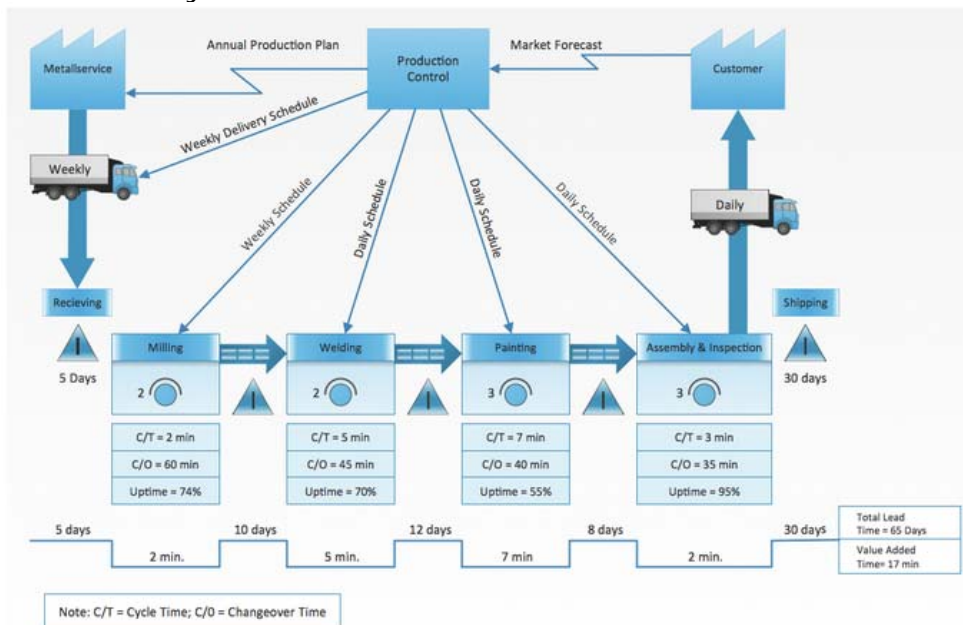 Metallservice
Annual Production Plan
Production
Control
Market Forecast
Customer
Weekly Delivery Schedule
Weekly
Daily
Weekly Schedule
Daily Schedule
Daily Schedule
Daily Schedule
Recieving
Shipping
5 Days
Milling
Welding
Painting
Assembly & Inspection
30 days
2
2
3
3
C/T = 2 min
C/T = 5 min
C/T = 7 min
C/T = 3 min
C/O = 60 min
C/O = 45 min
C/O = 40 min
C/O = 35 min
Uptime = 74%
Uptime = 70%
Uptime = 55%
Uptime = 95%
5 days
10 days
12 days
8 days
30 days
2 min.
5 min.
7 min
2 min.
Total Lead
Time = 65 Days
Value Added
Time= 17 min
Note: C/T = Cycle Time; C/0 = Changeover Time